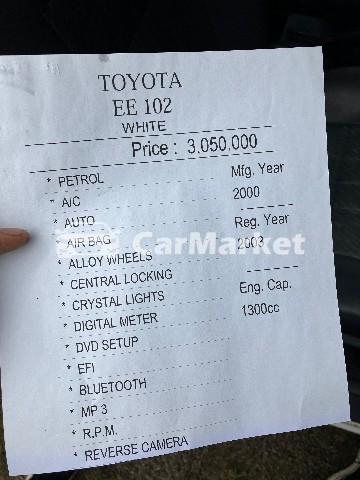 TOYOTA
EE 102
WHITE
Price : 3,050,000
* PETROL
* A/C
* AUTO
* AIR BAG
* ALLOY WHEELS
* CENTRAL LOCKING
* CRYSTAL LIGHTS
* DIGITAL METER
* DVD SETUP
* EFI
* BLUETOOTH
* MP 3
* R.P.M.
* REVERSE CAMERA
Mfg. Year
2000
Reg. Year
2003
Eng. Cap.
1300cc
CarMarket